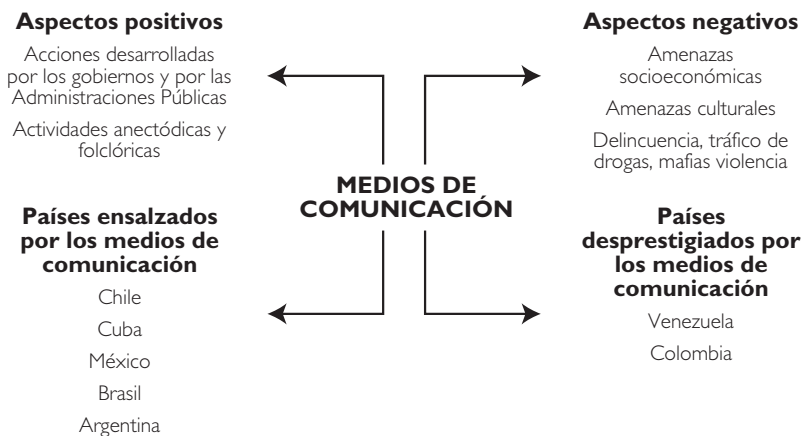 Aspectos positivos
Acciones desarrolladas
por los gobiernos y por las
Administraciones Públicas
Actividades anectódicas y
folclóricas
Aspectos negativos
Amenazas
socioeconómicas
Amenazas culturales
Delincuencia, tráfico de
drogas, mafias violencia
MEDIOS DE
COMUNICACIÓN
Países ensalzados
por los medios de
comunicación
Chile
Cuba
México
Brasil
Argentina
Países
desprestigiados por
los medios de
comunicación
Venezuela
Colombia